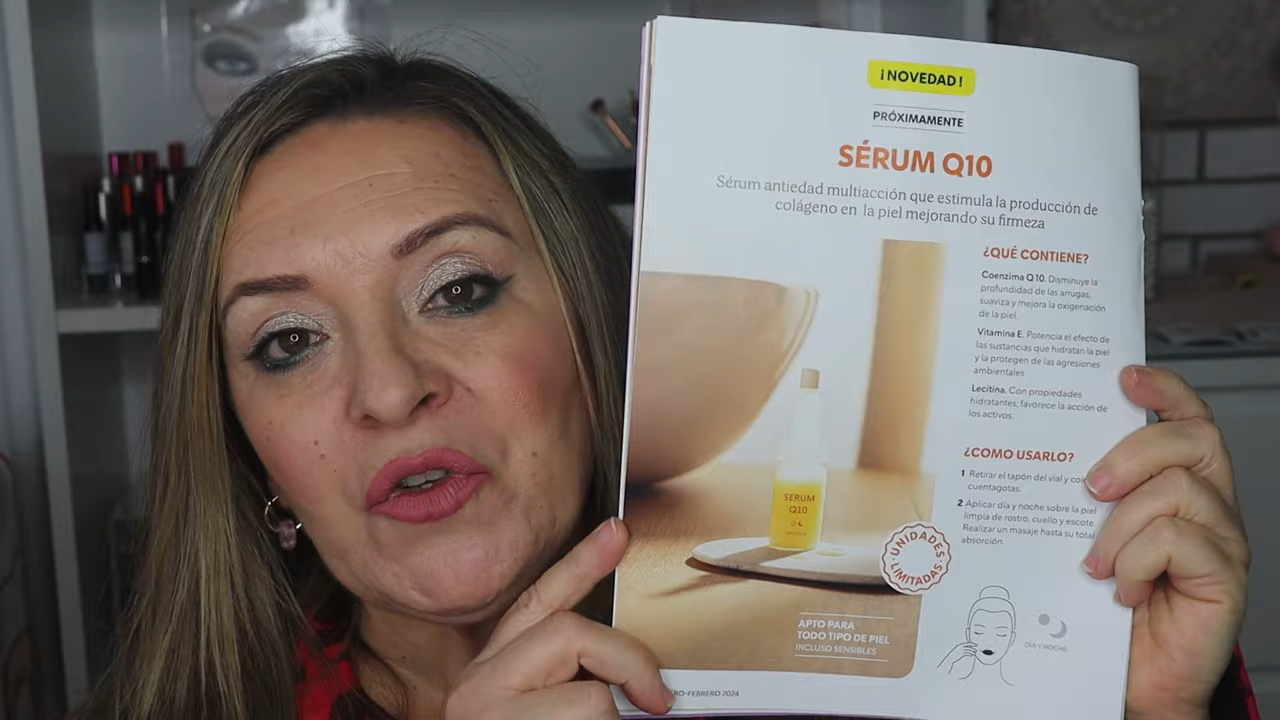 ¡NOVEDAD!
PRÓXIMAMENTE
SÉRUM Q10
Sérum antiedad multiacción que estimula la producción de
colágeno en la piel mejorando su firmeza
¿QUÉ CONTIENE?
Coenzima Q10. Disminuye la
profundidad de las arrugas,
suaviza y mejora la oxigenación
de la piel.
Vitamina E. Potencia el efecto de
las sustancias que hidratan la piel
y la protegen de las agresiones
ambientales
Lecitina. Con propiedades
hidratantes, favorece la acción de
los activos.
¿COMO USARLO?
1 Retirar el tapón del vial y
cuentagotas.
2 Aplicar día y noche sobre la piel
limpia de rostro, cuello y escote.
Realizar un masaje hasta su total
absorción.
SERUM
Q10
UNIDADES
LIMITADAS
APTO PARA
TODO TIPO DE PIEL
INCLUSO SENSIBLES
DIA Y NOCHE
RO-FEBRERO 2024